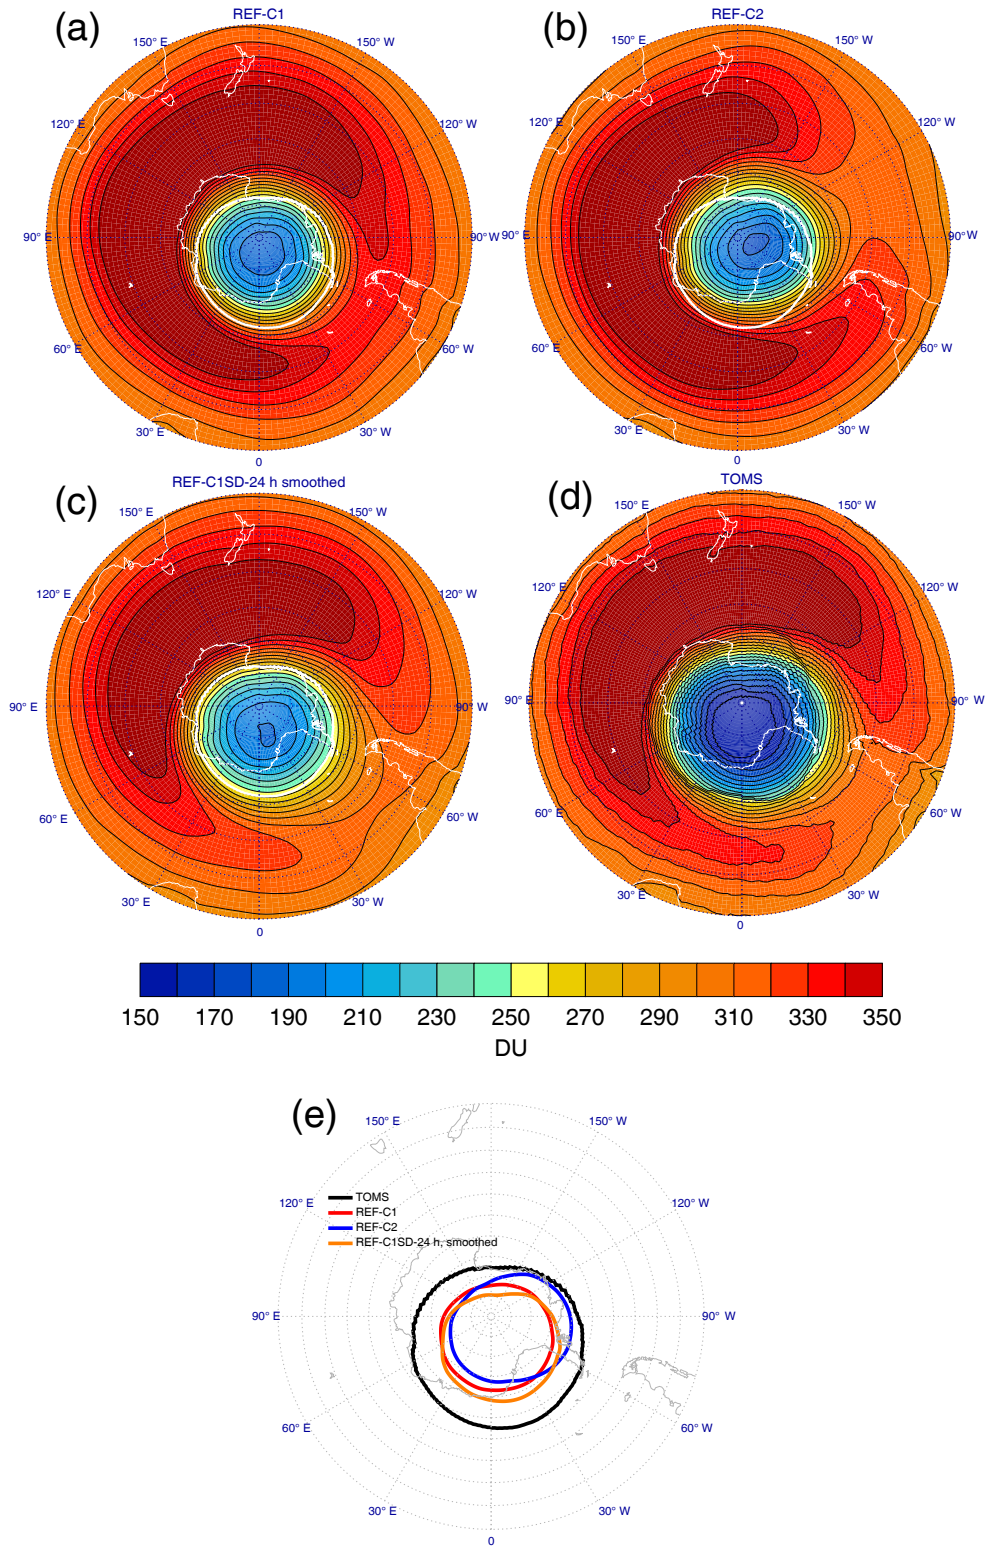 (a)
REF-C1
150° E
150° W
120° E
120° W
90° E
90° W
60° E
60° W
30° E
30° W
0
(b)
REF-C2
150° E
150° W
120° E
120° W
90° E
90° W
60° E
60° W
30° E
30° W
0
(c)
REF-C1SD-24 h smoothed
150° E
150° W
120° E
120° W
90° E
90° W
60° E
60° W
30° E
30° W
0
(d)
TOMS
150° E
150° W
120° E
120° W
90° E
90° W
60° E
60° W
30° E
30° W
0
150 170 190 210 230 250 270 290 310 330 350
DU
(e)
150° E
150° W
120° E
120° W
TOMS
REF-C1
REF-C2
REF-C1SD-24 h, smoothed
90° E
90° W
60° E
60° W
30° E
30° W
0